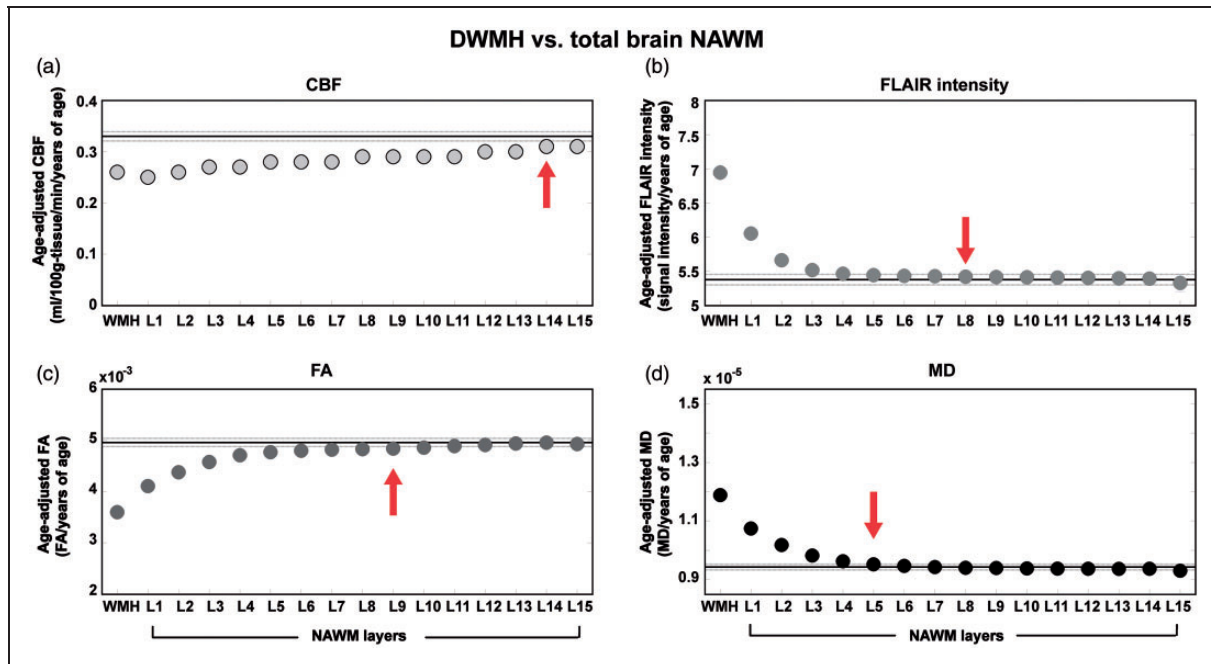 DWMH vs. total brain NAWM
(a)
CBF
Age-adjusted CBF
(ml/100g-tissue/min/years of age)
0.4
0.3
0.2
0.1
0
WMH L1 L2 L3 L4 L5 L6 L7 L8 L9 L10 L11 L12 L13 L14 L15
(b)
FLAIR intensity
Age-adjusted FLAIR intensity
(signal intensity/years of age)
8
7.5
7
6.5
6
5.5
5
WMH L1 L2 L3 L4 L5 L6 L7 L8 L9 L10 L11 L12 L13 L14 L15
(c)
FA
x10-3
Age-adjusted FA
(FA/years of age)
6
5
4
3
2
WMH L1 L2 L3 L4 L5 L6 L7 L8 L9 L10 L11 L12 L13 L14 L15
NAWM layers
(d)
MD
x 10-5
Age-adjusted MD
(MD/years of age)
1.5
1.3
1.1
0.9
WMH L1 L2 L3 L4 L5 L6 L7 L8 L9 L10 L11 L12 L13 L14 L15
NAWM layers